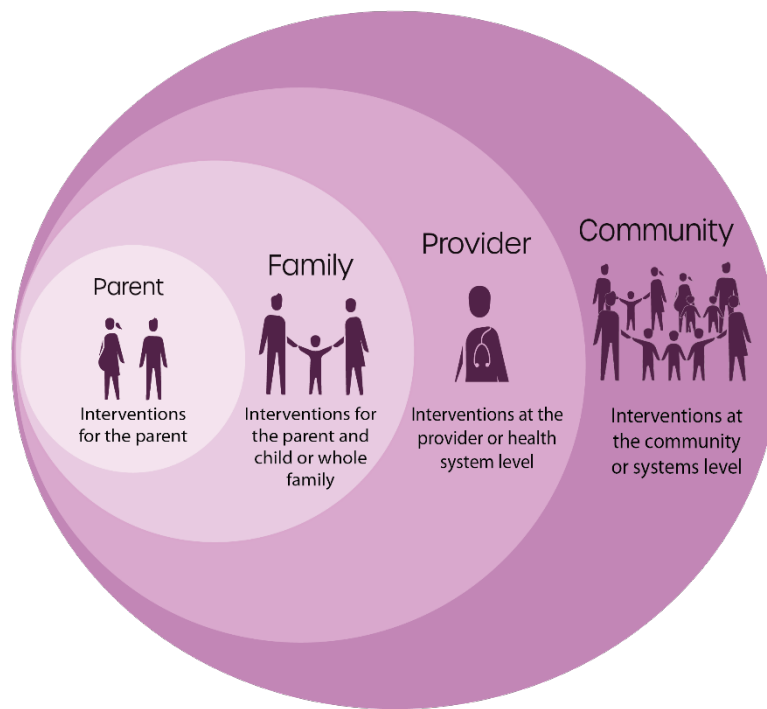 Parent
Interventions
for the parent
Family
Interventions for
the parent and
child or whole
family
Provider
Interventions at the
provider or health
system level
Community
Interventions at
the community
or systems level